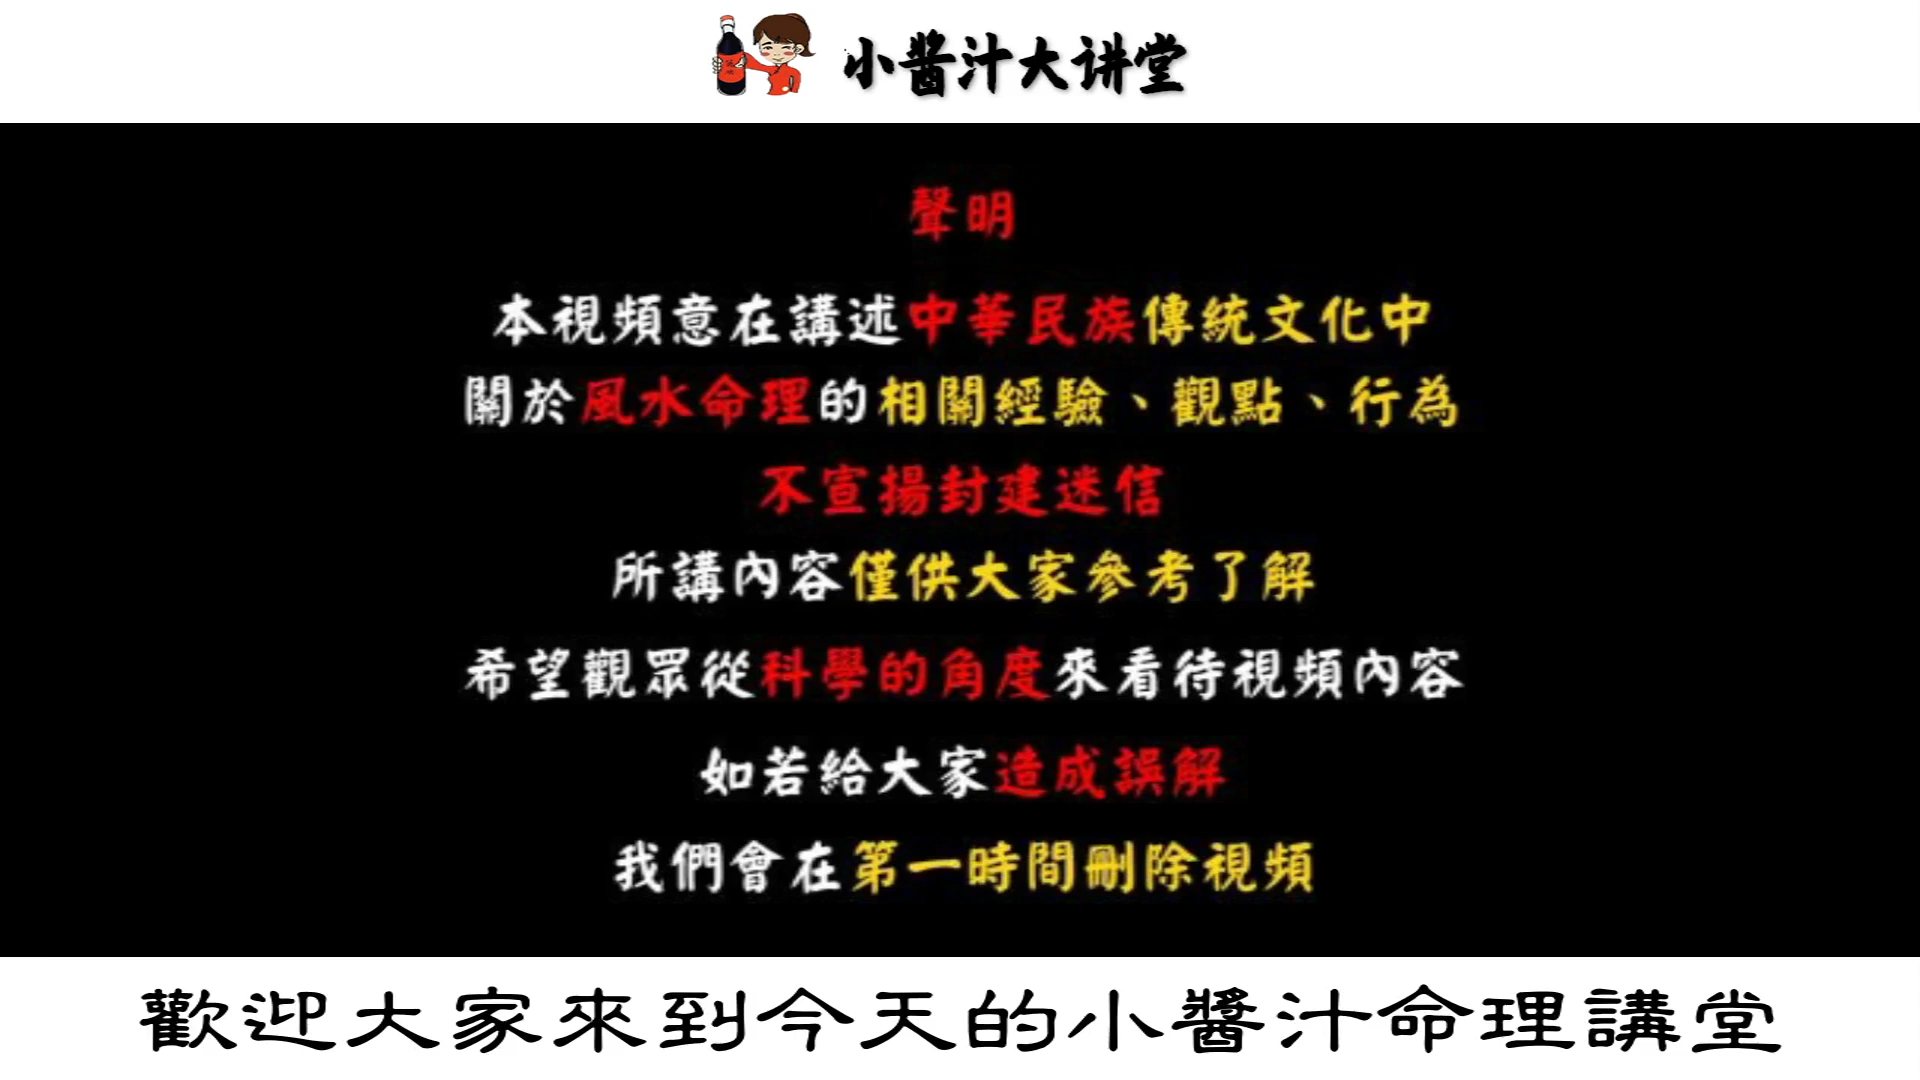 小醬汁大讲堂
聲明
本視頻意在講述中華民族傳統文化中
關於風水命理的相關經驗、觀點、行為
不宣揚封建迷信
所講內容僅供大家參考了解
希望觀眾從科學的角度來看待視頻內容
如若給大家造成誤解
我們會在第一時間刪除視頻
歡迎大家來到今天的小醬汁命理講堂